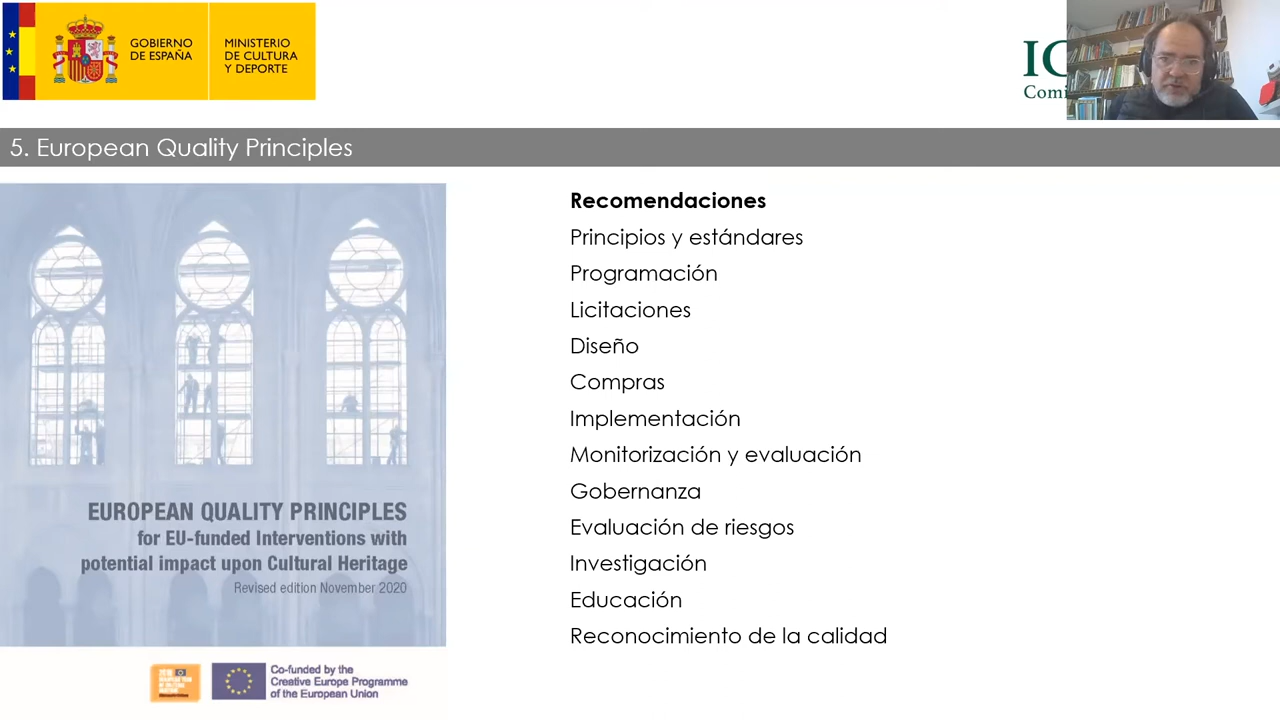 GOBIERNO
DE ESPAÑA
MINISTERIO
DE CULTURA
Y DEPORTE
IC
Comi
5. European Quality Principles
EUROPEAN QUALITY PRINCIPLES
for EU-funded Interventions with
potential impact upon Cultural Heritage
Revised edition November 2020
Co-funded by the
Creative Europe Programme
of the European Union
Recomendaciones
Principios y estándares
Programación
Licitaciones
Diseño
Compras
Implementación
Monitorización y evaluación
Gobernanza
Evaluación de riesgos
Investigación
Educación
Reconocimiento de la calidad